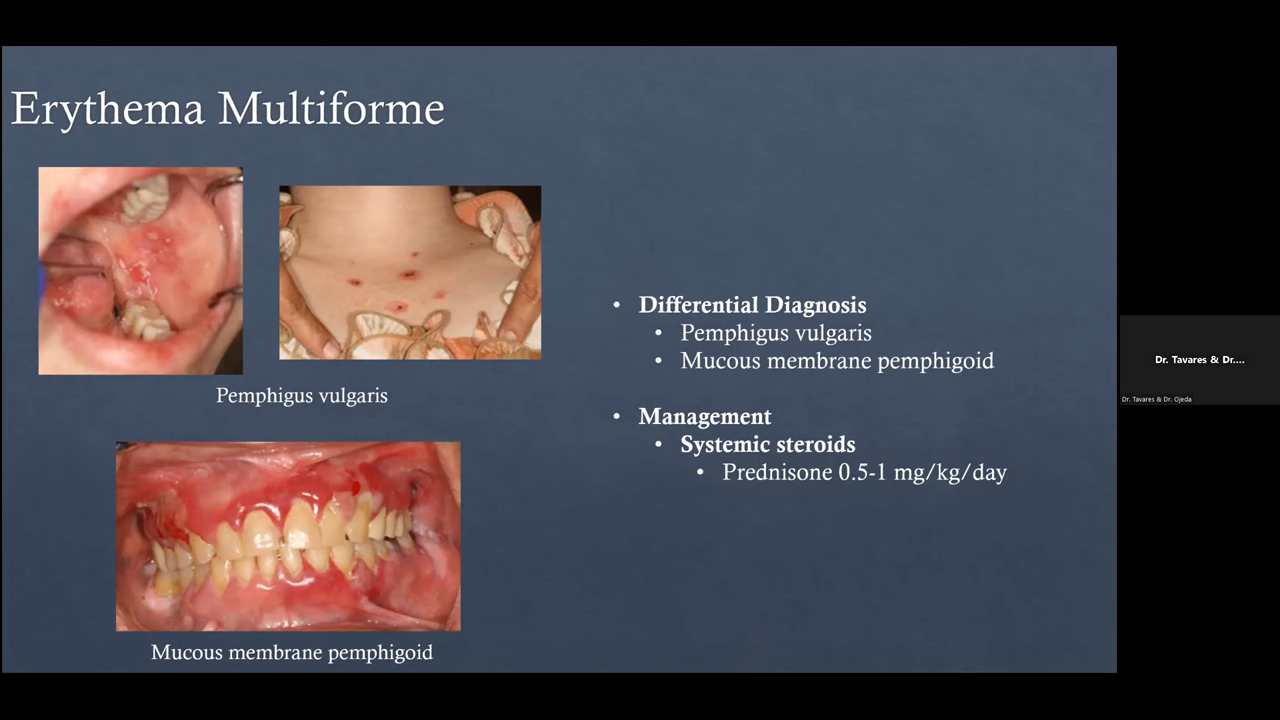 Erythema Multiforme
Pemphigus vulgaris
Mucous membrane pemphigoid
• Differential Diagnosis
• Pemphigus vulgaris
• Mucous membrane pemphigoid
• Management
• Systemic steroids
• Prednisone 0.5-1 mg/kg/day
Dr. Tavares & Dr....
Dr. Tavares & Dr. Ojeda